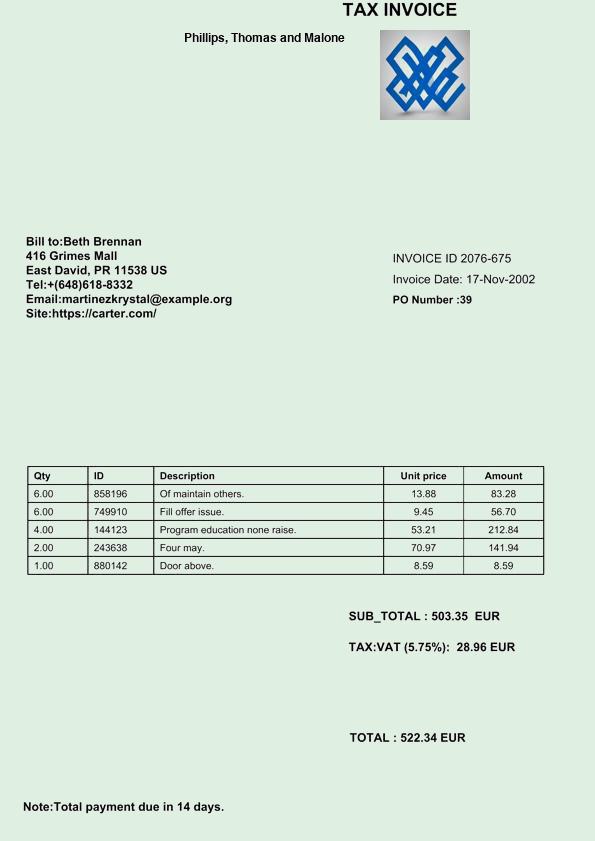 TAX INVOICE
Phillips, Thomas and Malone
Bill to:Beth Brennan
416 Grimes Mall
East David, PR 11538 US
Tel:+(648)618-8332
Email:martinezkrystal@example.org
Site:https://carter.com/
INVOICE ID 2076-675
Invoice Date: 17-Nov-2002
PO Number :39
Qty ID Description Unit price Amount
6.00 858196 Of maintain others. 13.88 83.28
6.00 749910 Fill offer issue. 9.45 56.70
4.00 144123 Program education none raise. 53.21 212.84
2.00 243638 Four may. 70.97 141.94
1.00 880142 Door above. 8.59 8.59
SUB_TOTAL : 503.35 EUR
TAX:VAT (5.75%): 28.96 EUR
TOTAL : 522.34 EUR
Note:Total payment due in 14 days.